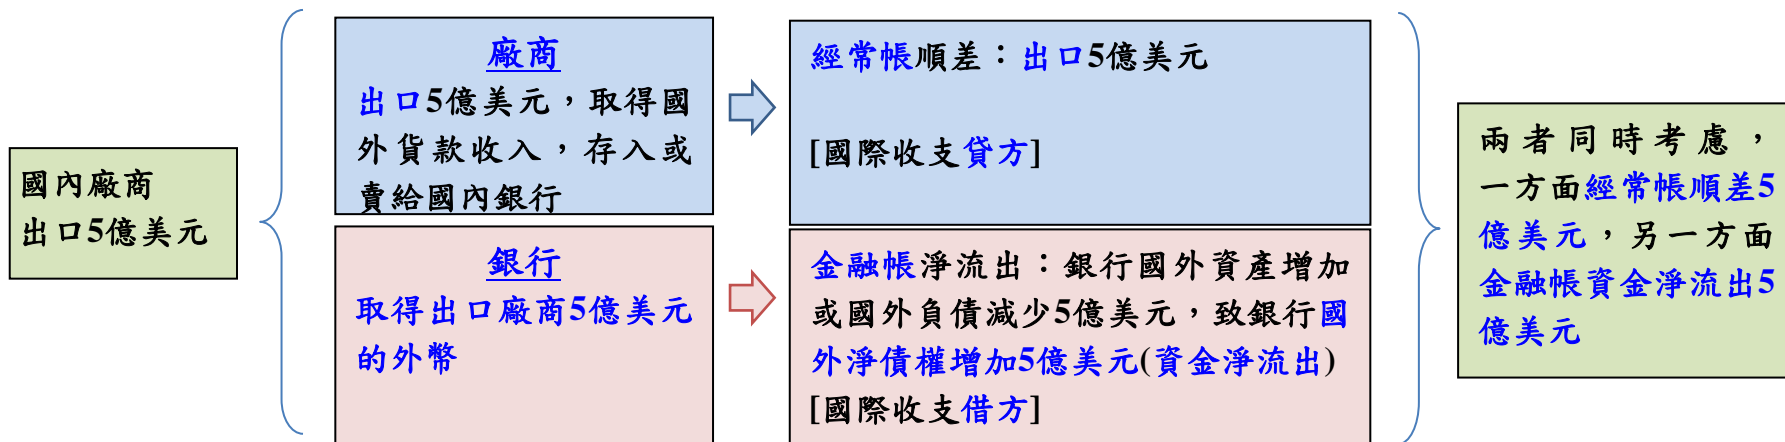 國內廠商
出口5億美元
廠商
出口5億美元，取得國
外貨款收入，存入或
賣給國內銀行
經常帳順差：出口5億美元
[國際收支貸方]
銀行
取得出口廠商5億美元
的外幣
金融帳淨流出：銀行國外資產增加
或國外負債減少5億美元，致銀行國
外淨債權增加5億美元(資金淨流出)
[國際收支借方]
兩者同時考慮，
一方面經常帳順差5
億美元，另一方面
金融帳資金淨流出5
億美元